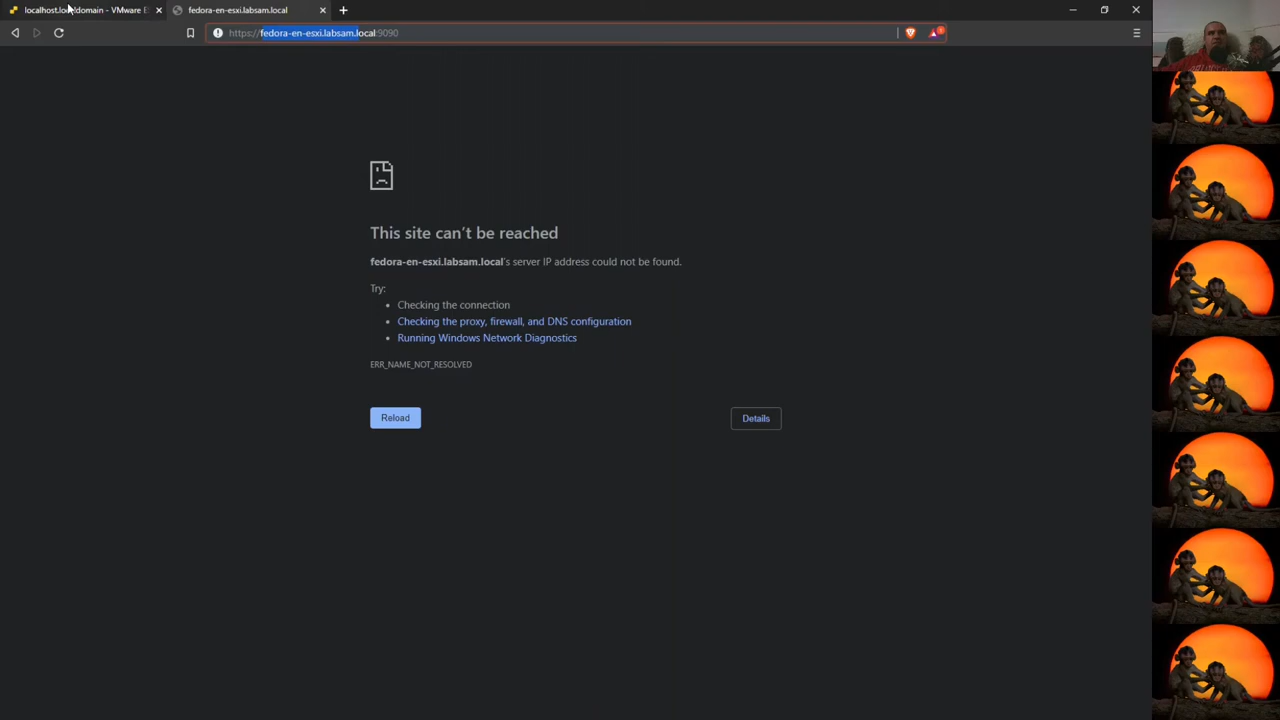 localhost.localdomain - VMware E
fedora-en-esxi.labsam.local
https://fedora-en-esxi.labsam.local:9090
This site can't be reached
fedora-en-esxi.labsam.local's server IP address could not be found.
Try:
• Checking the connection
• Checking the proxy, firewall, and DNS configuration
• Running Windows Network Diagnostics
ERR_NAME_NOT_RESOLVED
Reload
Details